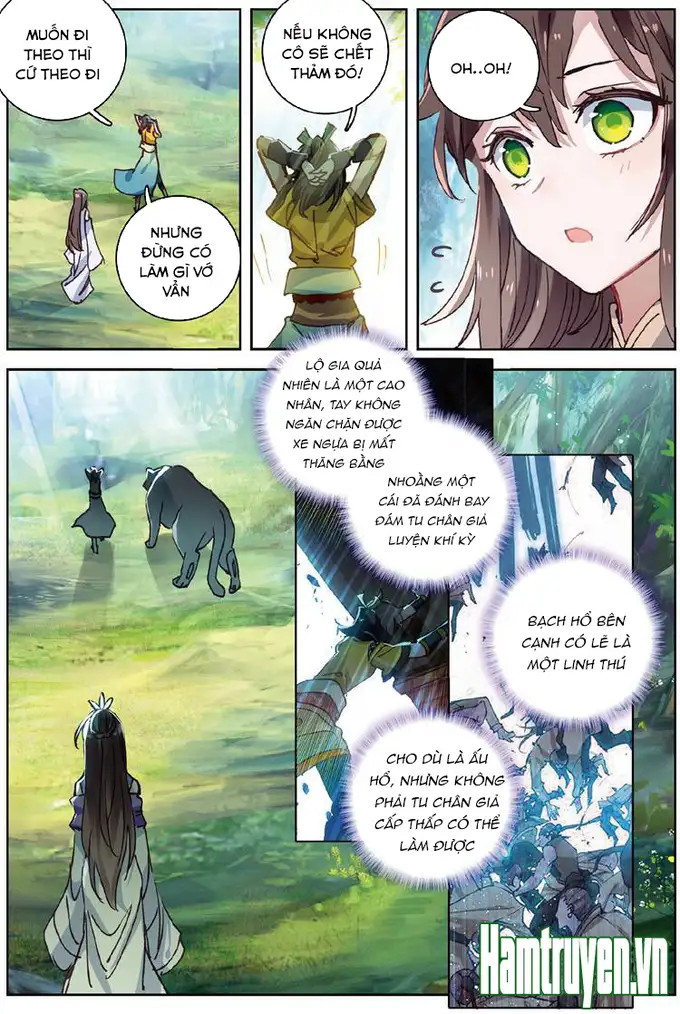 MUỐN ĐI
THEO THÌ
CỨ THEO ĐI
NHƯNG
ĐỪNG CÓ
LÀM GÌ VỚ
VẨN
NẾU KHÔNG
CÔ SẼ CHẾT
THẢM ĐÓ!
OH..OH!
LỘ GIA QUẢ
NHIÊN LÀ MỘT CAO
NHÂN, TAY KHÔNG
NGĂN CHẶN ĐƯỢC
XE NGỰA BỊ MẤT
THĂNG BẰNG
NHOẰNG MỘT
CÁI ĐÃ ĐÁNH BAY
ĐÁM TU CHÂN GIẢ
LUYỆN KHÍ KỲ
BẠCH HỔ BÊN
CẠNH CÓ LẼ LÀ
MỘT LINH THÚ
CHO DÙ LÀ ẤU
HỔ, NHƯNG KHÔNG
PHẢI TU CHÂN GIẢ
CẤP THẤP CÓ THỂ
LÀM ĐƯỢC
Hamtruyen.vn